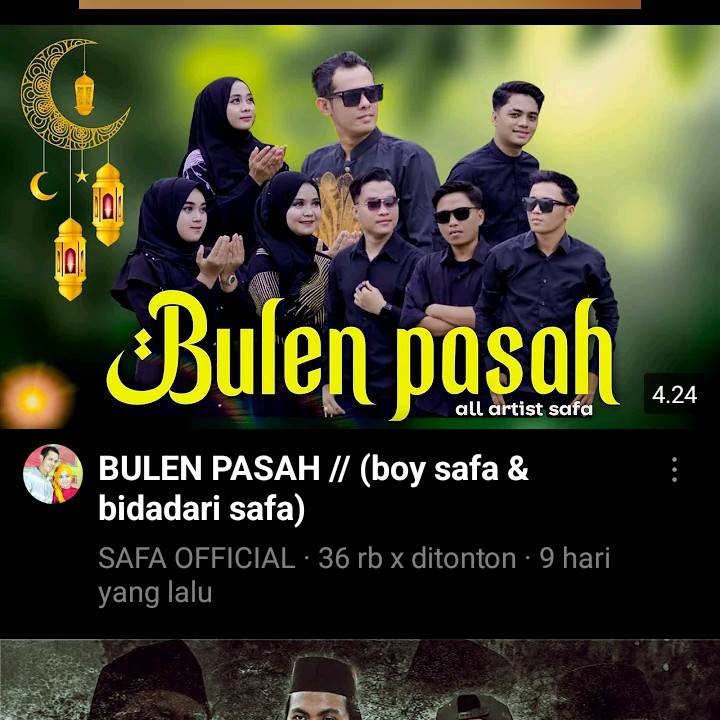 Bulen pasah
all artist safa
4.24
BULEN PASAH // (boy safa &
bidadari safa)
SAFA OFFICIAL · 36 rb x ditonton · 9 hari
yang lalu